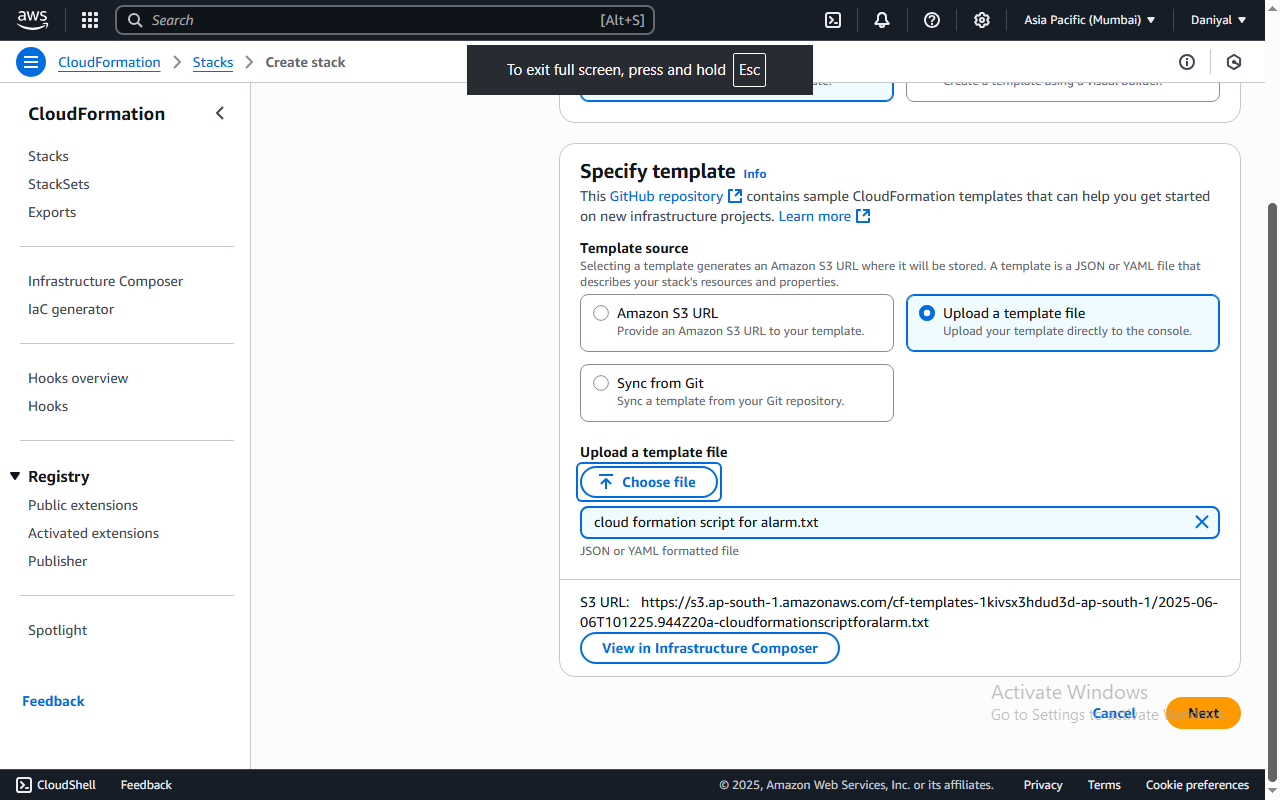 aws
Search [Alt+S]
Asia Pacific (Mumbai)
Daniyal
CloudFormation
Stacks
Create stack
To exit full screen, press and hold Esc
CloudFormation
Stacks
StackSets
Exports
Infrastructure Composer
IaC generator
Hooks overview
Hooks
Registry
Public extensions
Activated extensions
Publisher
Spotlight
Feedback
Create a template using a visual builder.
Specify template Info
This GitHub repository contains sample CloudFormation templates that can help you get started
on new infrastructure projects. Learn more
Template source
Selecting a template generates an Amazon S3 URL where it will be stored. A template is a JSON or YAML file that
describes your stack's resources and properties.
Amazon S3 URL
Provide an Amazon S3 URL to your template.
Upload a template file
Upload your template directly to the console.
Sync from Git
Sync a template from your Git repository.
Upload a template file
Choose file
cloud formation script for alarm.txt
JSON or YAML formatted file
S3 URL: https://s3.ap-south-1.amazonaws.com/cf-templates-1kivsx3hdud3d-ap-south-1/2025-06-
06T101225.944Z20a-cloudformationscriptforalarm.txt
View in Infrastructure Composer
Activate Windows
Go to Settings to activate Windows.
Cancel
Next
CloudShell
Feedback
© 2025, Amazon Web Services, Inc. or its affiliates.
Privacy
Terms
Cookie preferences